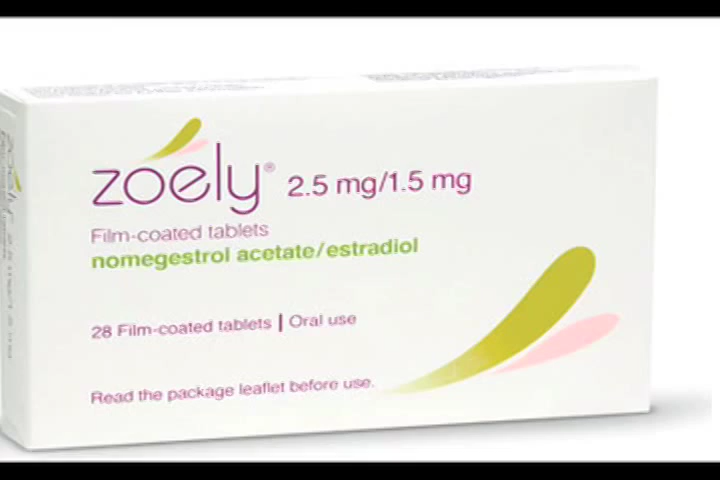 zoely® 2.5 mg/1.5 mg
Film-coated tablets
nomegestrol acetate/estradiol
28 Film-coated tablets | Oral use
Read the package leaflet before use.